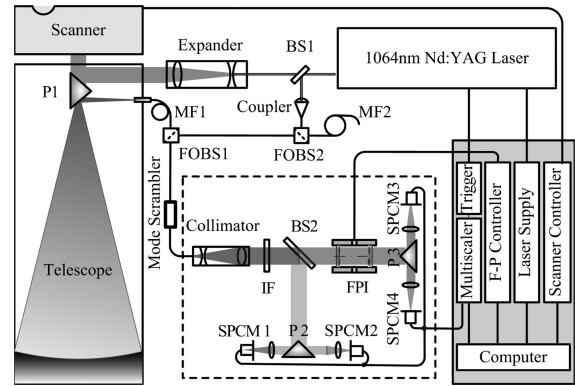 Scanner
Expander
BS1
1064nm Nd:YAG Laser
P1
MF1
Coupler
MF2
FOBS1
FOBS2
Mode Scrambler
Collimator
BS2
IF
FPI
SPCM3
P 3
SPCM4
Telescope
SPCM 1
P 2
SPCM2
Trigger
Multiscaler
F-P Controller
Laser Supply
Scanner Controller
Computer